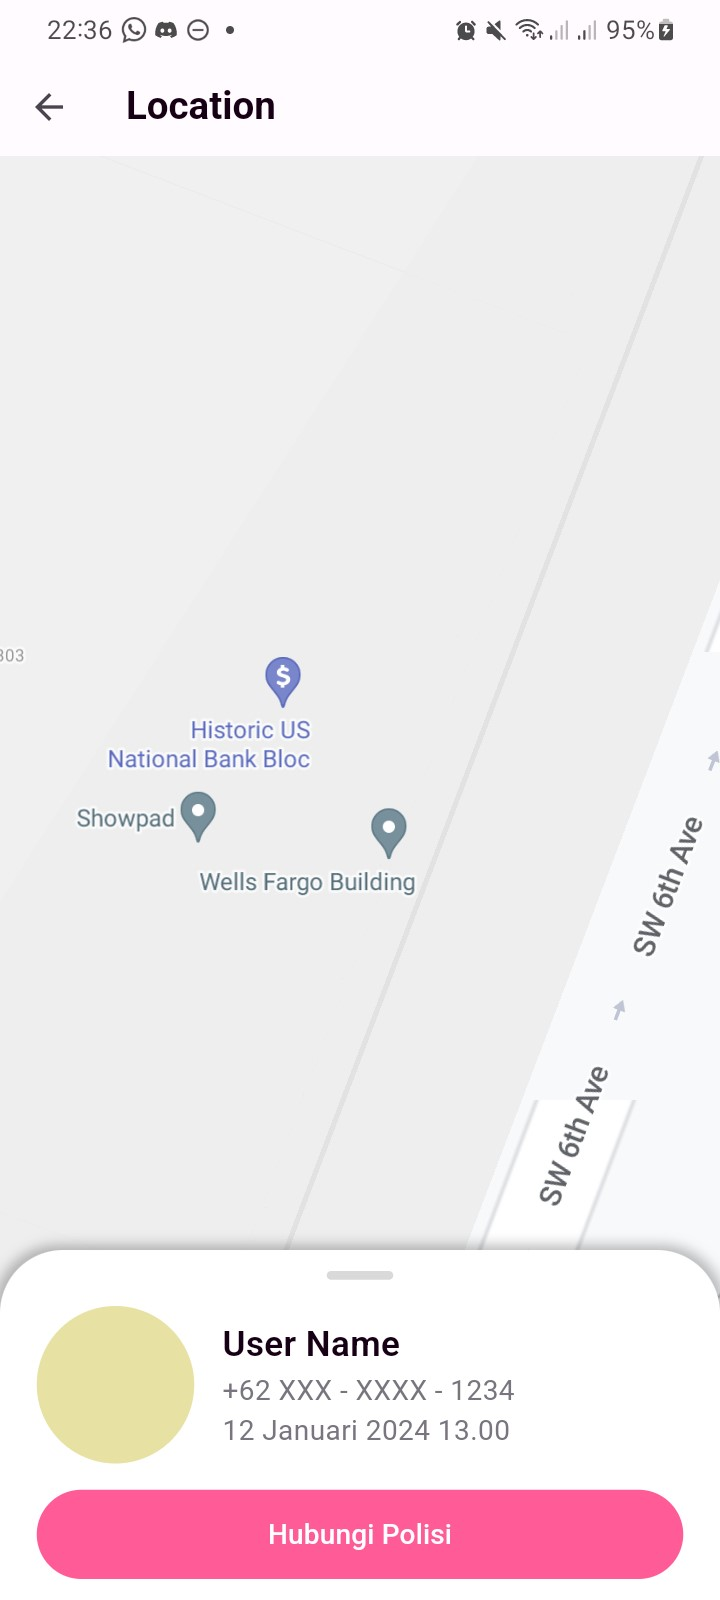 22:36
95%
Location
303
$
Historic US
National Bank Bloc
Showpad
Wells Fargo Building
SW 6th Ave
SW 6th Ave
User Name
+62 XXX - XXXX - 1234
12 Januari 2024 13.00
Hubungi Polisi